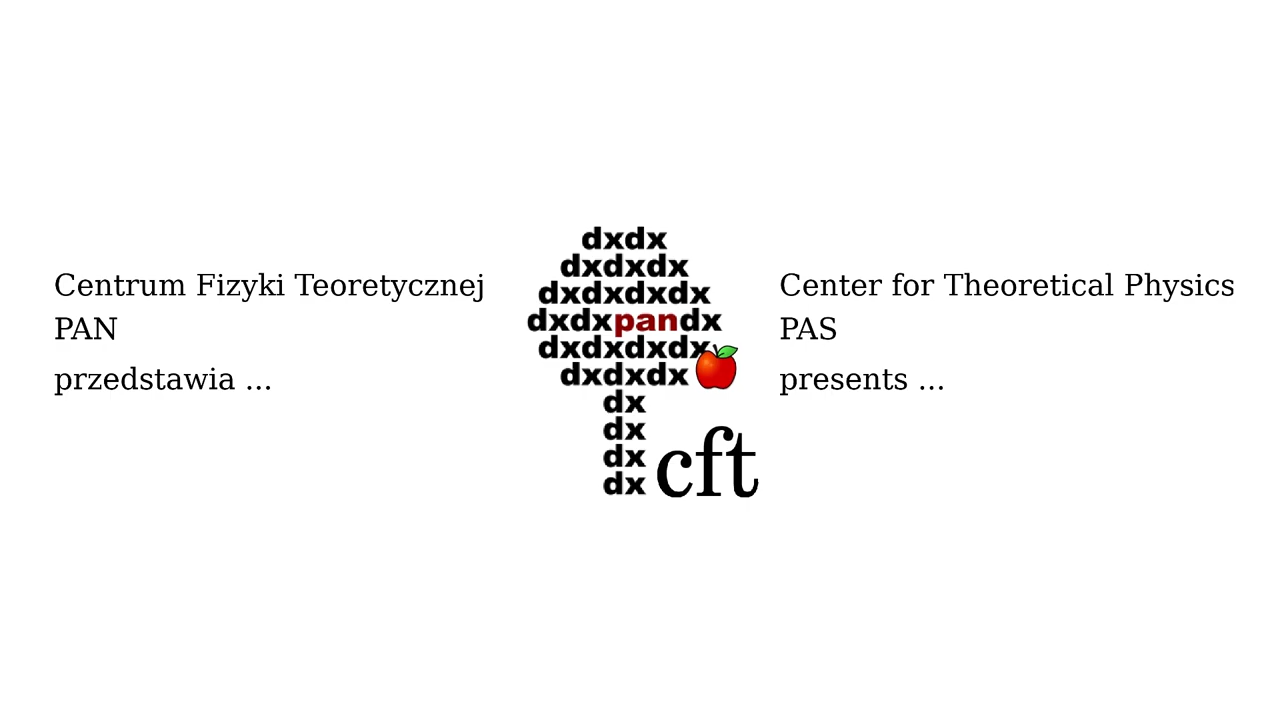 Centrum Fizyki Teoretycznej
PAN
przedstawia ...
dxdx
dxdxdx
dxdxdxdx
dxdxpandx
dxdxdxdx
dxdxdx
dx
dx
dx
dx
cft
Center for Theoretical Physics
PAS
presents ...